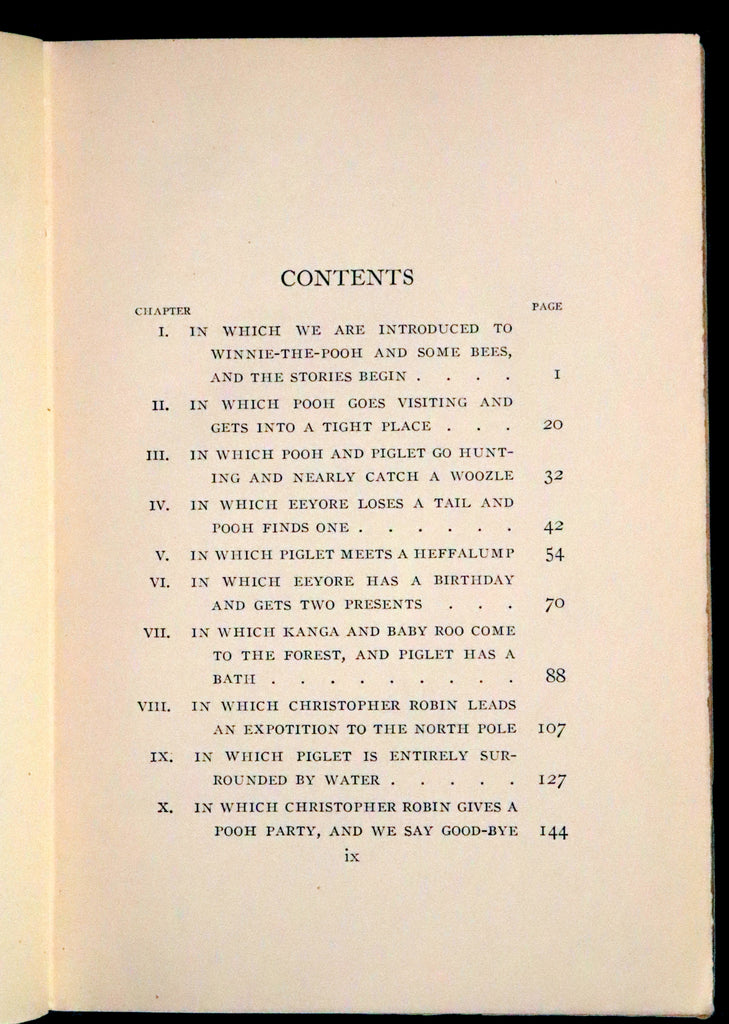 CONTENTS
CHAPTER PAGE
I. IN WHICH WE ARE INTRODUCED TO
WINNIE-THE-POOH AND SOME BEES,
AND THE STORIES BEGIN . . . . 1
II. IN WHICH POOH GOES VISITING AND
GETS INTO A TIGHT PLACE . . . 20
III. IN WHICH POOH AND PIGLET GO HUNT-
ING AND NEARLY CATCH A WOOZLE 32
IV. IN WHICH EEYORE LOSES A TAIL AND
POOH FINDS ONE . . . . . . 42
V. IN WHICH PIGLET MEETS A HEFFALUMP 54
VI. IN WHICH EEYORE HAS A BIRTHDAY
AND GETS TWO PRESENTS . . . 70
VII. IN WHICH KANGA AND BABY ROO COME
TO THE FOREST, AND PIGLET HAS A
BATH . . . . . . . . . 88
VIII. IN WHICH CHRISTOPHER ROBIN LEADS
AN EXPOTITION TO THE NORTH POLE 107
IX. IN WHICH PIGLET IS ENTIRELY SUR-
ROUNDED BY WATER . . . . . 127
X. IN WHICH CHRISTOPHER ROBIN GIVES A
POOH PARTY, AND WE SAY GOOD-BYE 144
ix